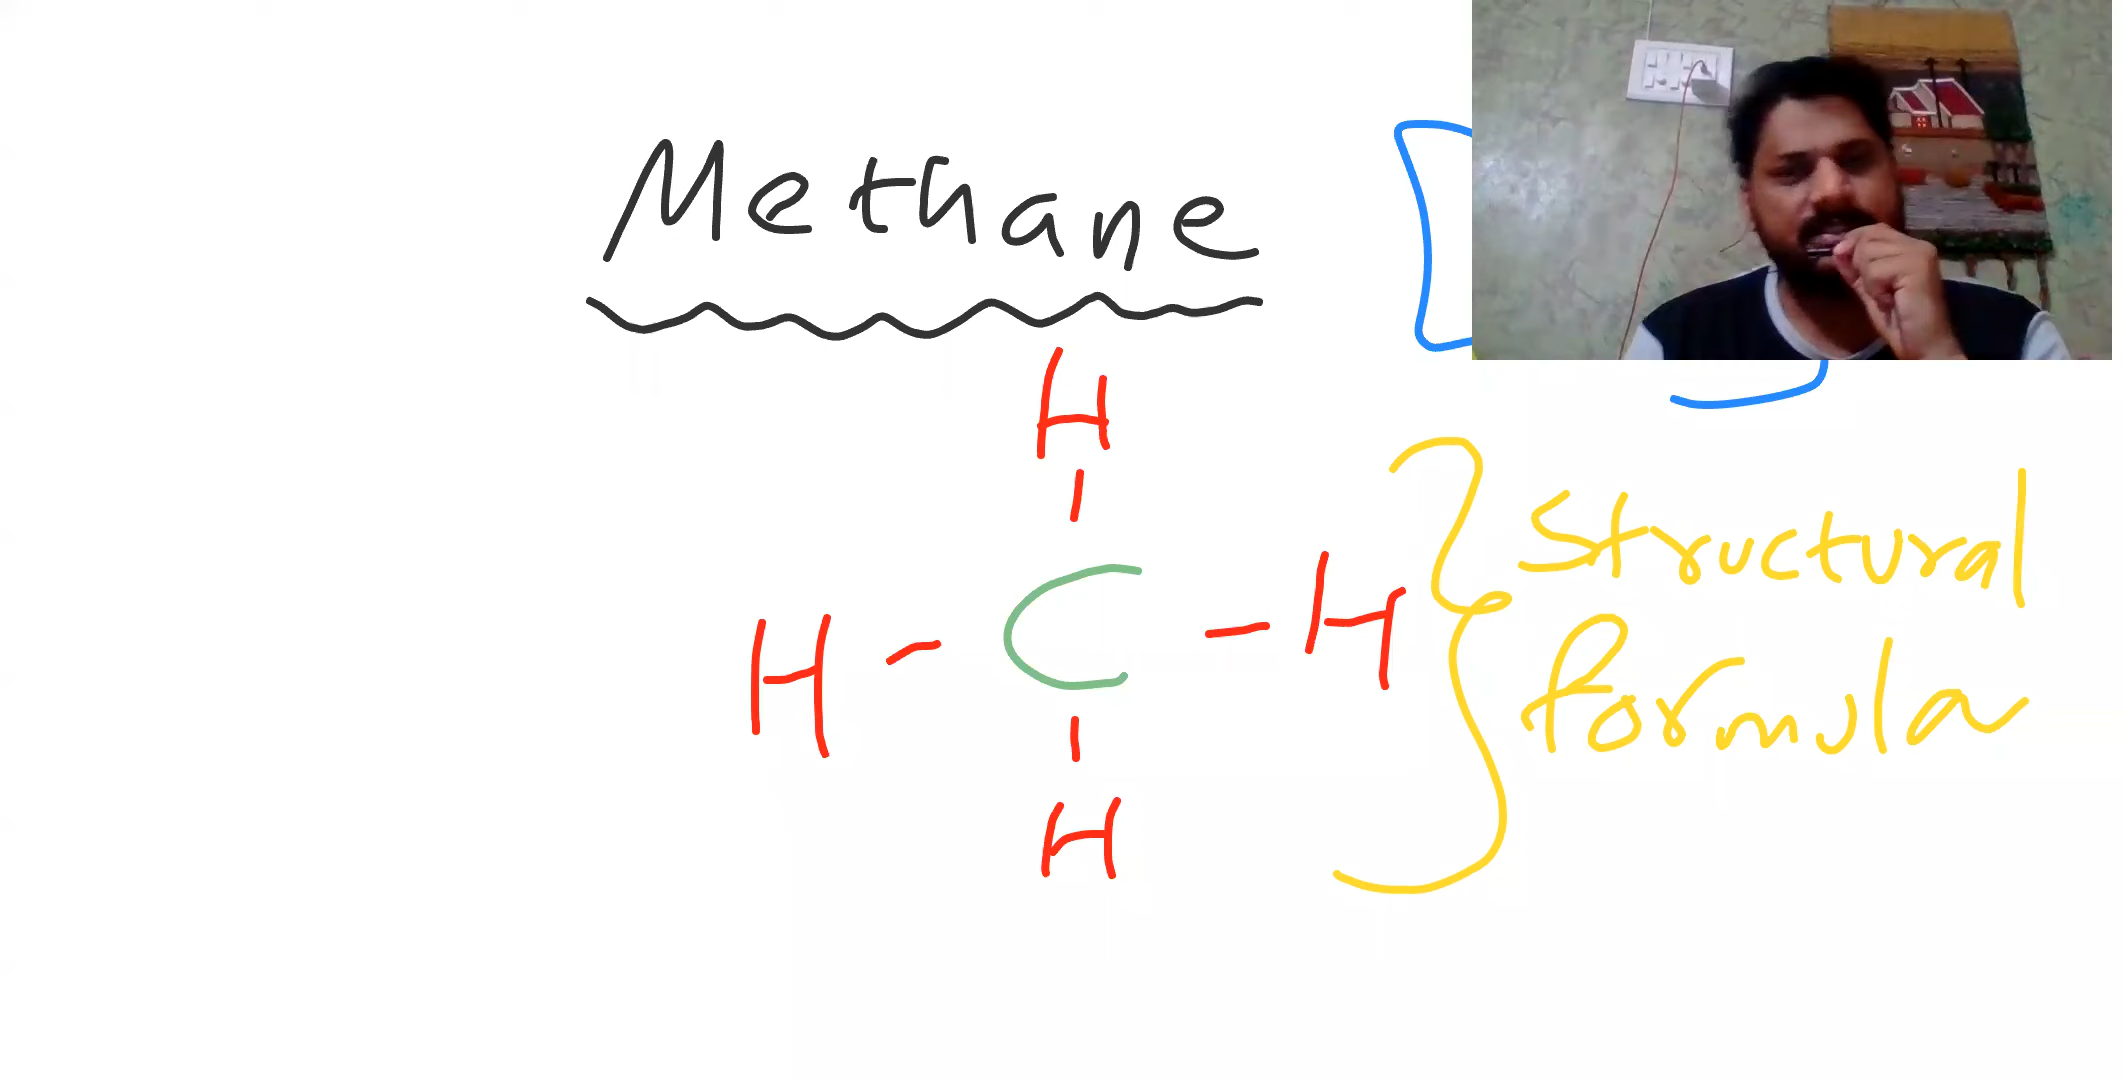 Methane
H
H - C - H
H
Structural
formula